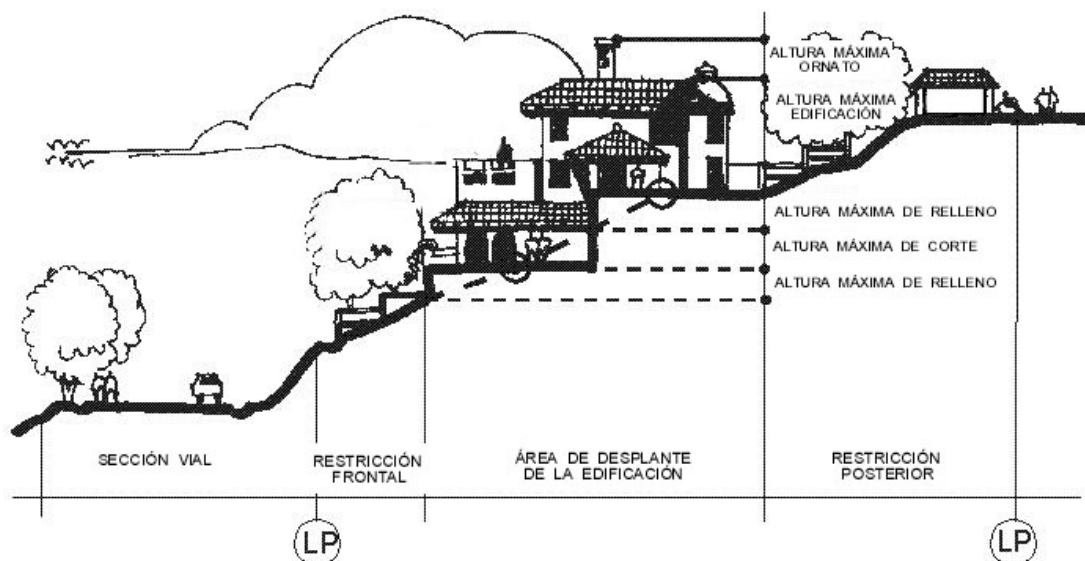 ALTURA MÁXIMA
ORNATO
ALTURA MÁXIMA
EDIFICACIÓN
ALTURA MÁXIMA DE RELLENO
ALTURA MÁXIMA DE CORTE
ALTURA MÁXIMA DE RELLENO
SECCIÓN VIAL
RESTRICCIÓN
FRONTAL
ÁREA DE DESPLANTE
DE LA EDIFICACIÓN
RESTRICCIÓN
POSTERIOR
LP
LP